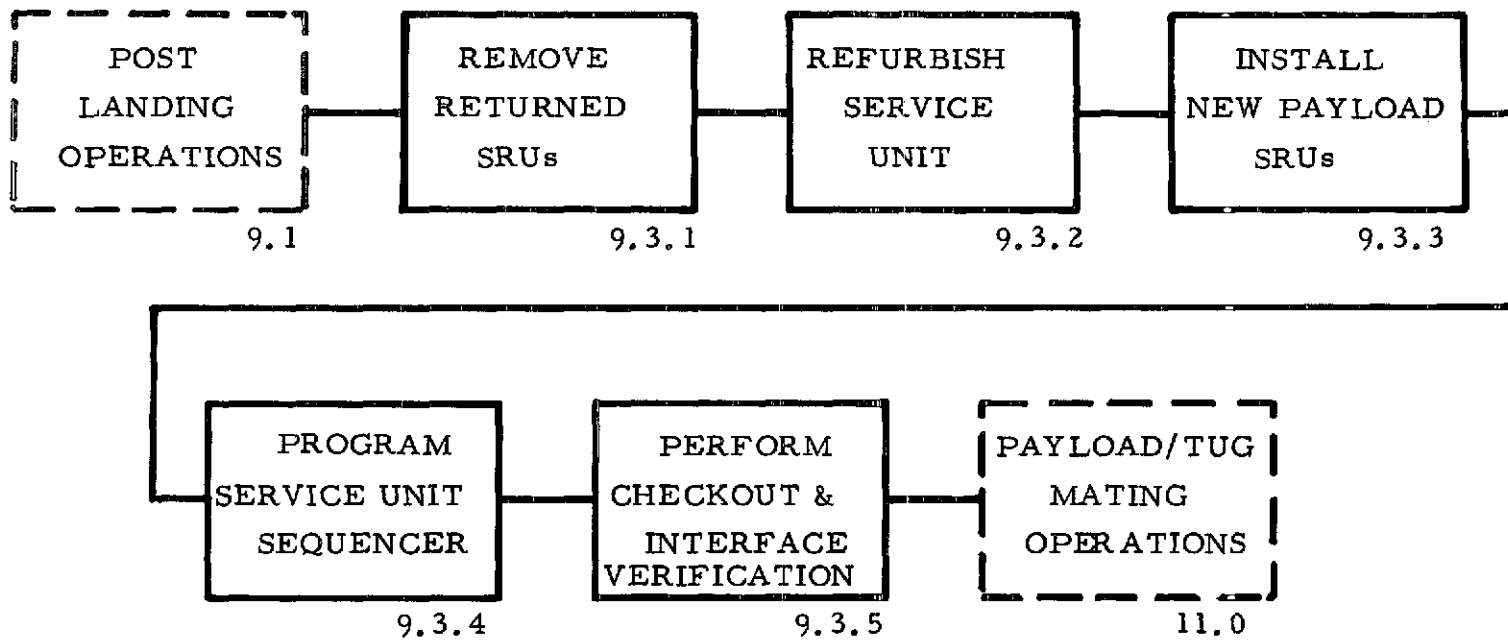 POST
LANDING
OPERATIONS
9.1
REMOVE
RETURNED
SRUs
9.3.1
REFURBISH
SERVICE
UNIT
9.3.2
INSTALL
NEW PAYLOAD
SRUs
9.3.3
PROGRAM
SERVICE UNIT
SEQUENCER
9.3.4
PERFORM
CHECKOUT &
INTERFACE
VERIFICATION
9.3.5
PAYLOAD/TUG
MATING
OPERATIONS
11.0